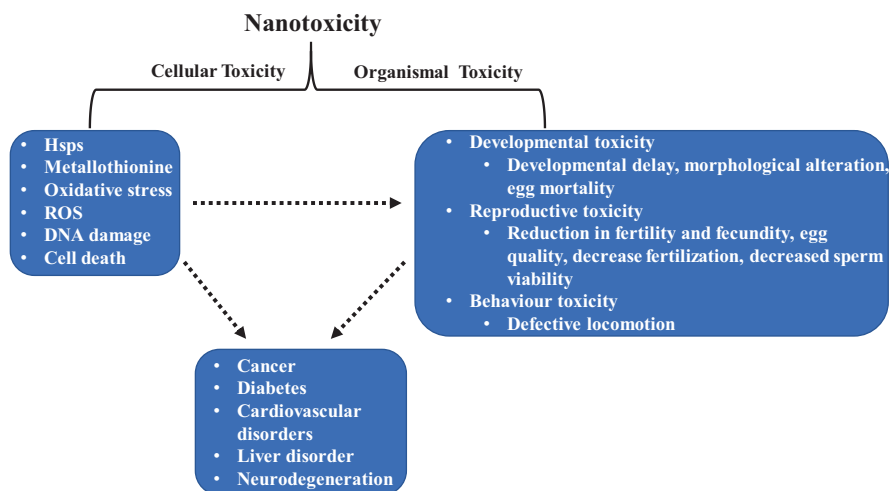 Nanotoxicity
Cellular Toxicity
Organismal Toxicity
• Hsps
• Metallothionine
• Oxidative stress
• ROS
• DNA damage
• Cell death
• Developmental toxicity
• Developmental delay, morphological alteration,
egg mortality
• Reproductive toxicity
• Reduction in fertility and fecundity, egg
quality, decrease fertilization, decreased sperm
viability
• Behaviour toxicity
• Defective locomotion
• Cancer
• Diabetes
• Cardiovascular
disorders
• Liver disorder
• Neurodegeneration